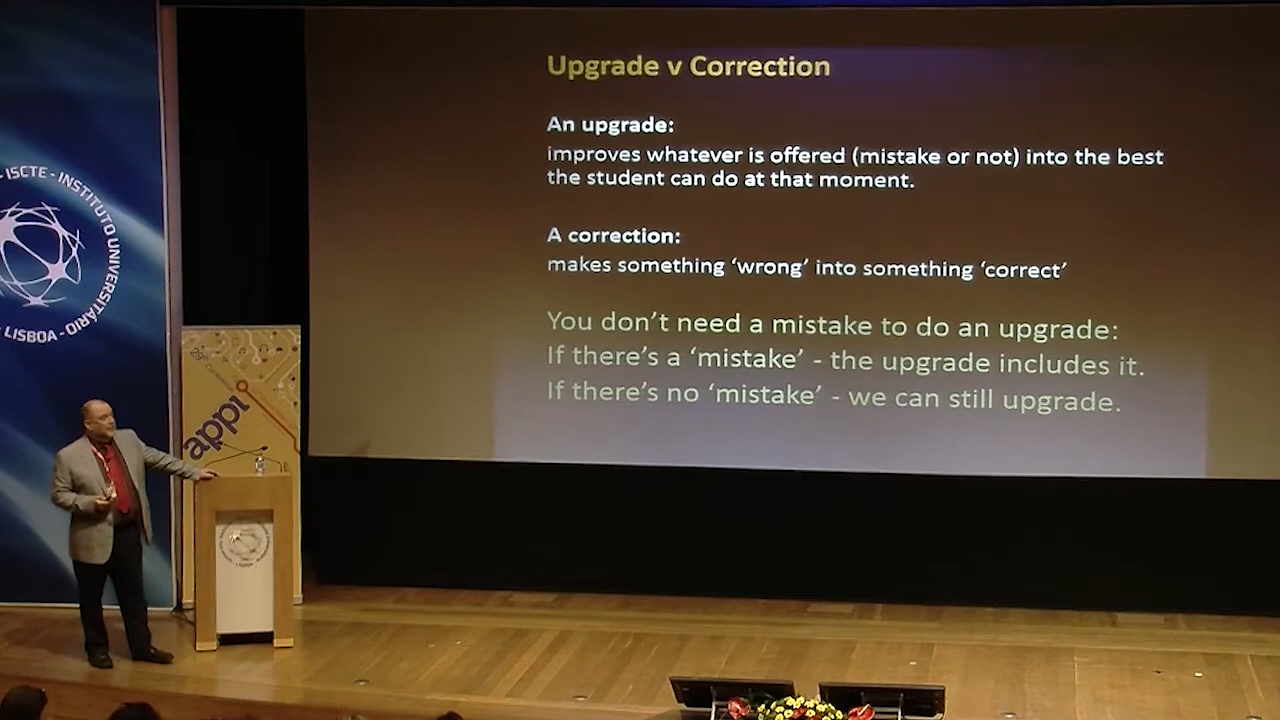 Upgrade v Correction
An upgrade:
improves whatever is offered (mistake or not) into the best
the student can do at that moment.
A correction:
makes something ‘wrong’ into something ‘correct’
You don’t need a mistake to do an upgrade:
If there’s a ‘mistake’ - the upgrade includes it.
If there’s no ‘mistake’ - we can still upgrade.
- ISCTE - INSTITUTO UNIVERSITÁRIO
LISBOA -
29th
appi